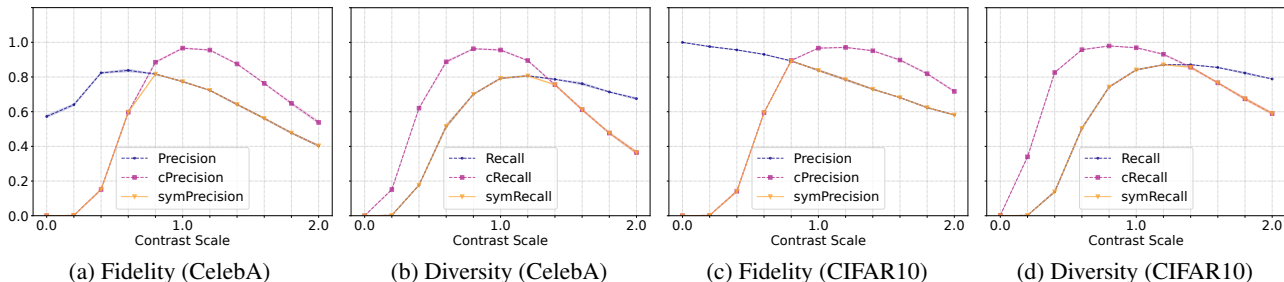 1.0
0.8
0.6
0.4
0.2
0.0
Precision
cPrecision
symPrecision
0.0 1.0 2.0
Contrast Scale
(a) Fidelity (CelebA)
Recall
cRecall
symRecall
0.0 1.0 2.0
Contrast Scale
(b) Diversity (CelebA)
Precision
cPrecision
symPrecision
0.0 1.0 2.0
Contrast Scale
(c) Fidelity (CIFAR10)
Recall
cRecall
symRecall
0.0 1.0 2.0
Contrast Scale
(d) Diversity (CIFAR10)